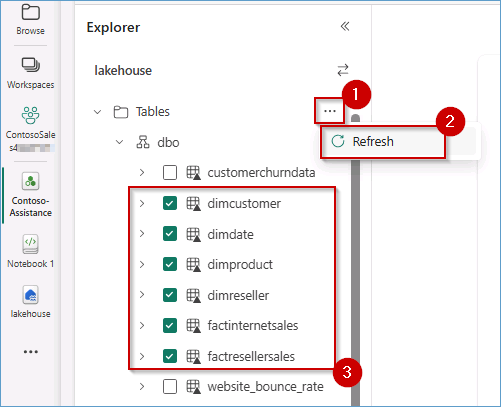 Browse
Workspaces
ContosoSale
s4
Contoso-
Assistance
Notebook 1
lakehouse
Explorer
lakehouse
Tables
1
2
Refresh
dbo
customerchurndata
dimcustomer
dimdate
dimproduct
dimreseller
factinternetsales
factresellersales
3
website_bounce_rate